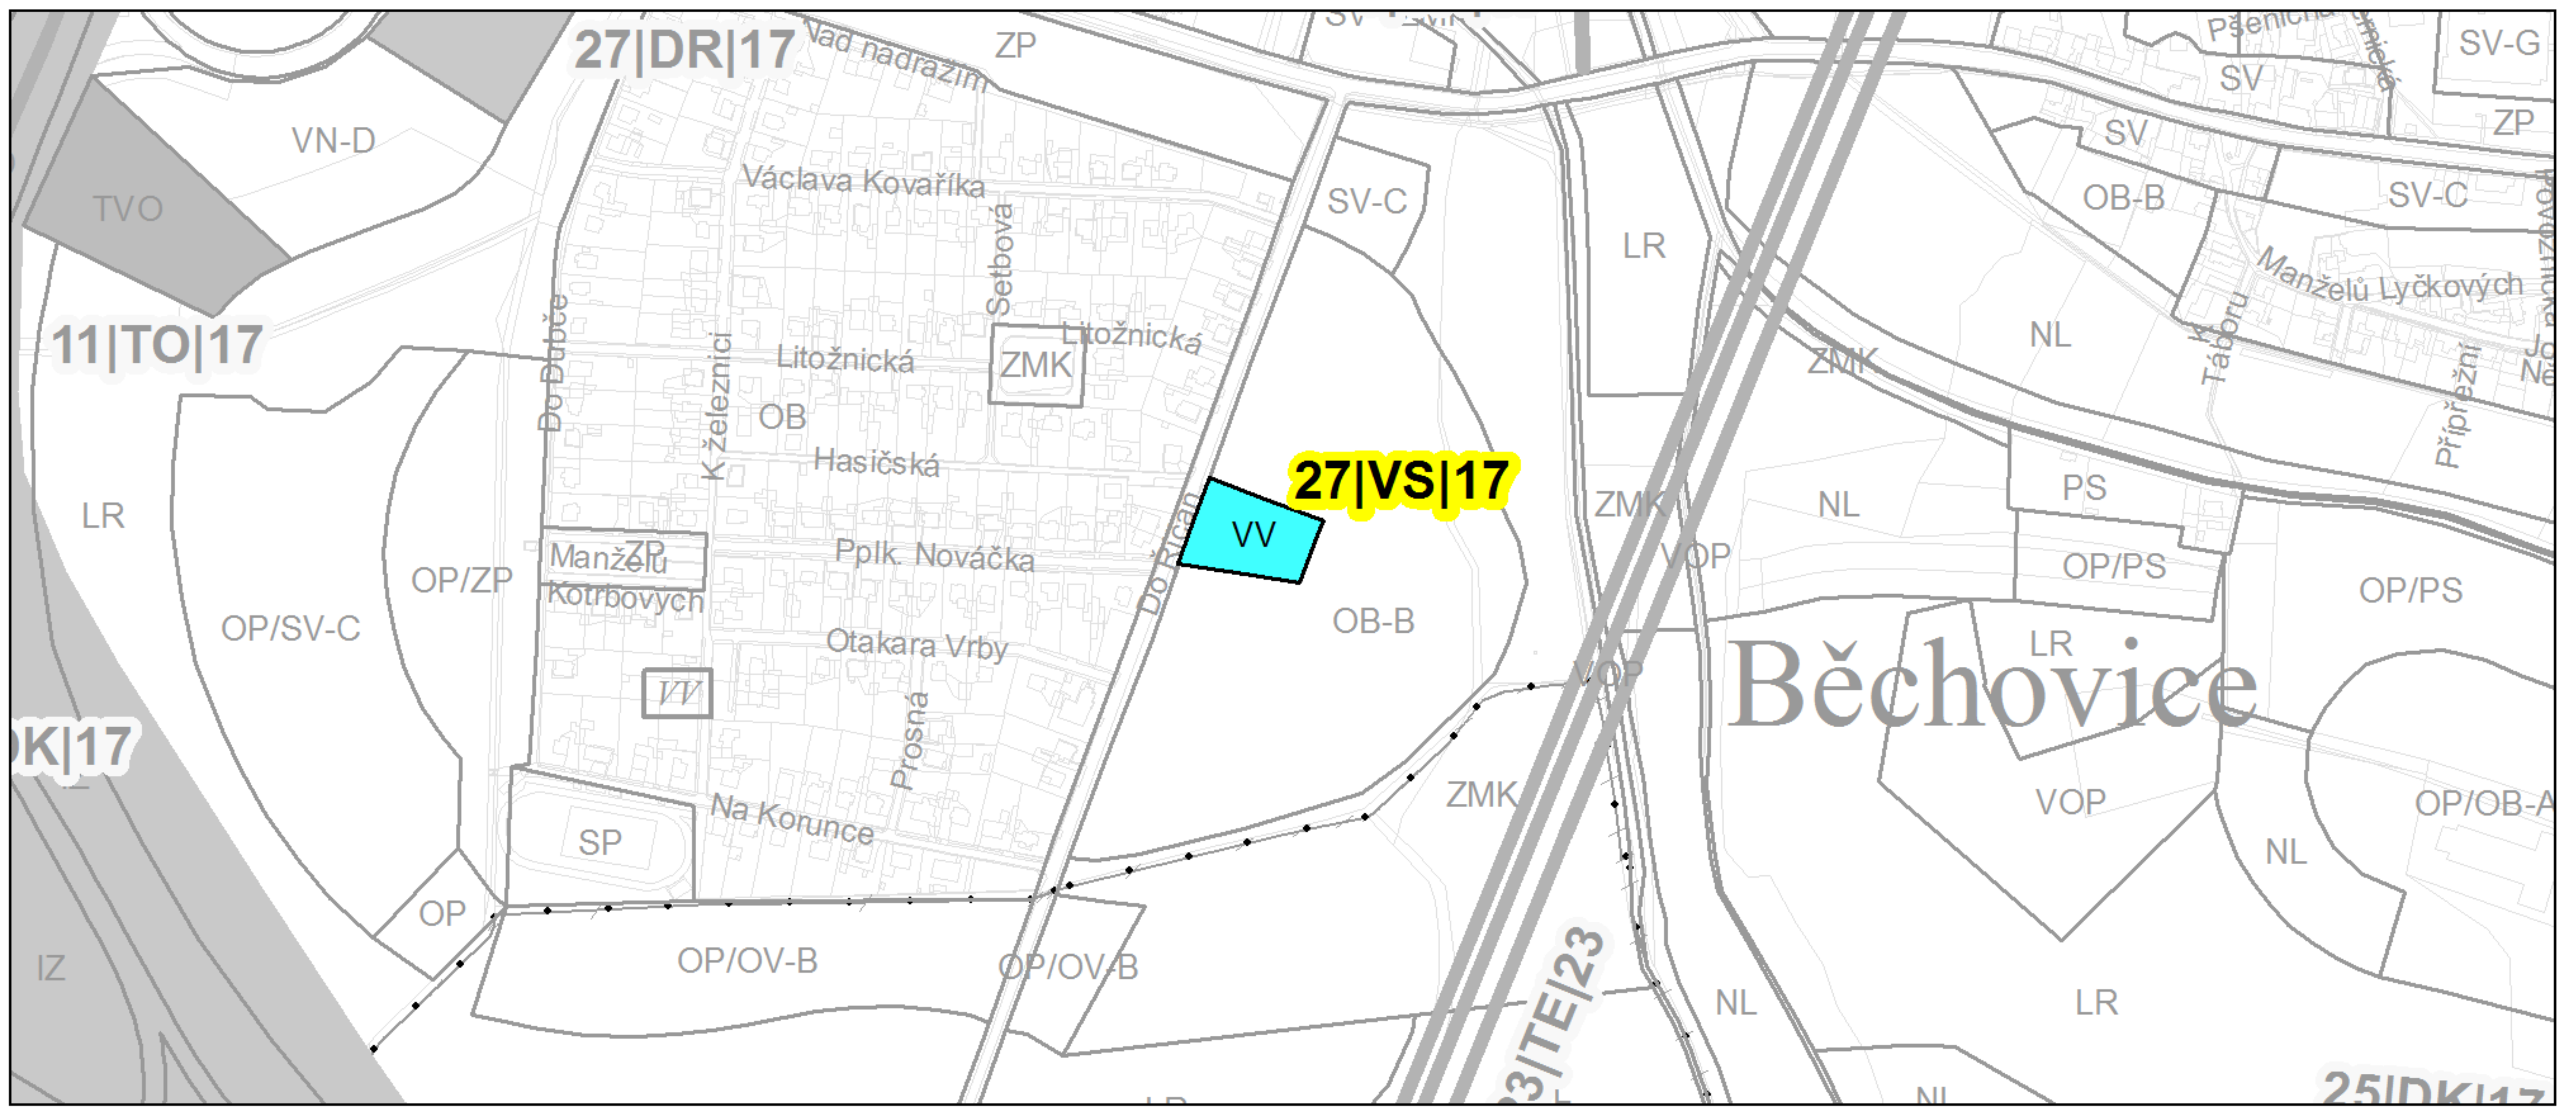 27|DR|17
Nad nádražím
ZP
SV
SV-G
SV
ZP
VN-D
TVO
Václava Kovaříka
SV-C
SV
OB-B
SV-C
Setbová
LR
Manželů Lyčkových
11|TO|17
Do Dubče
K železnici
Litožnická
Litožnická
ZMK
ZMK
NL
K
Táboru
Přípřežní
OB
Hasičská
27|VS|17
LR
ZMK
NL
PS
VV
Do Říčan
OP/ZP
ZP
Manželů
Kotrbových
Pplk. Nováčka
VOP
OP/PS
OP/PS
OP/SV-C
OB-B
Otakara Vrby
LR
VV
VOP
Běchovice
Prosná
ZMK
VOP
OP/OB-A
Na Korunce
SP
NL
OP
IZ
OP/OV-B
OP/OV-B
NL
LR
25|DK|17